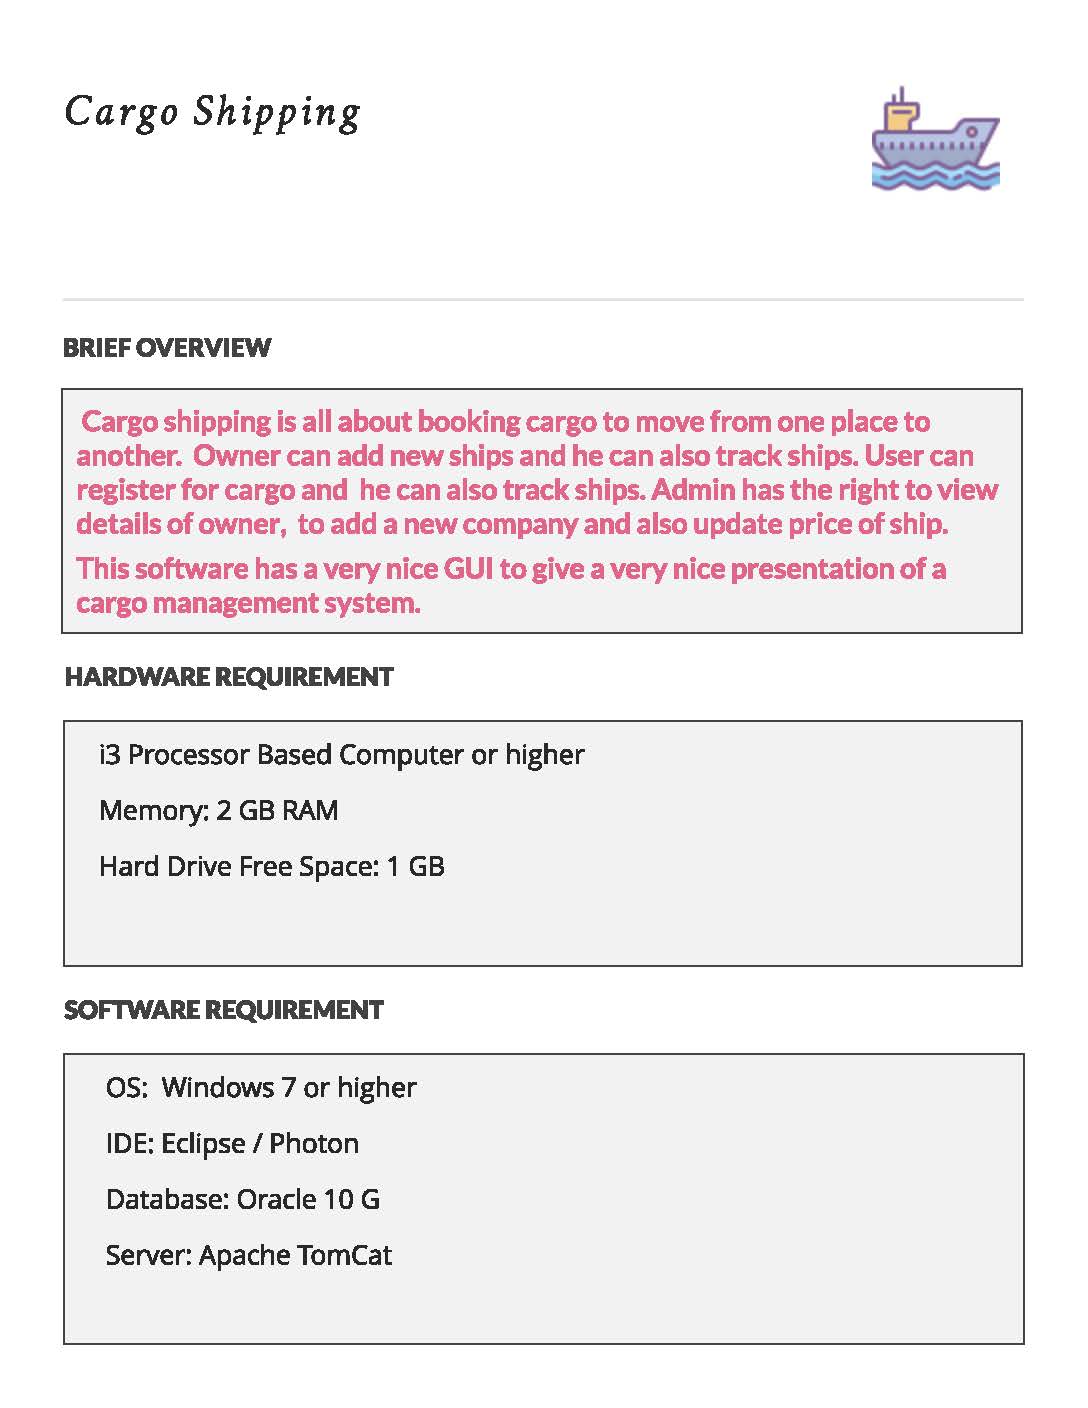 Cargo Shipping
BRIEF OVERVIEW
Cargo shipping is all about booking cargo to move from one place to
another.  Owner can add new ships and he can also track ships. User can
register for cargo and  he can also track ships. Admin has the right to view
details of owner,  to add a new company and also update price of ship.
This software has a very nice GUI to give a very nice presentation of a
cargo management system.
HARDWARE REQUIREMENT
i3 Processor Based Computer or higher
Memory: 2 GB RAM
Hard Drive Free Space: 1 GB
SOFTWARE REQUIREMENT
OS:  Windows 7 or higher
IDE: Eclipse / Photon
Database: Oracle 10 G
Server: Apache TomCat